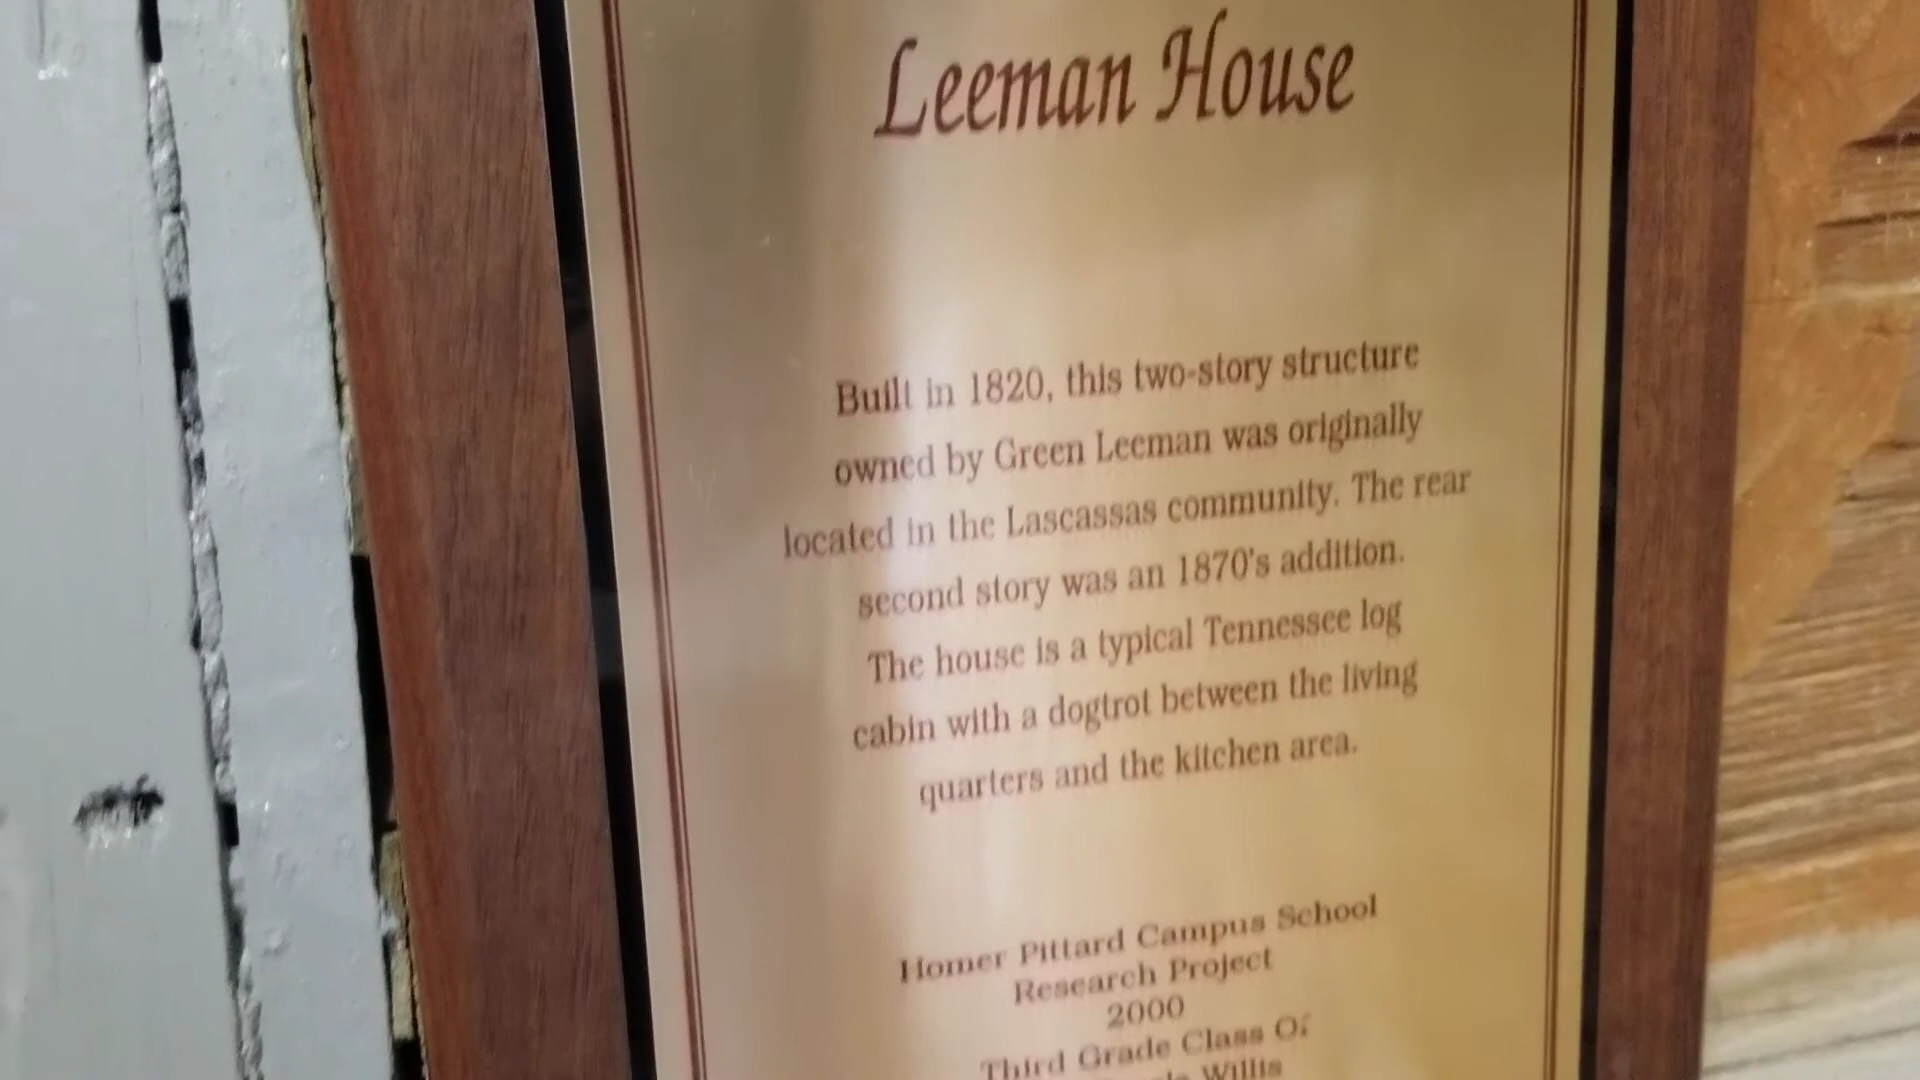 Leeman House
Built in 1820, this two-story structure
owned by Green Leeman was originally
located in the Lascassas community. The rear
second story was an 1870's addition.
The house is a typical Tennessee log
cabin with a dogtrot between the living
quarters and the kitchen area.
Homer Pittard Campus School
Research Project
2000
Third Grade Class Of
Willis